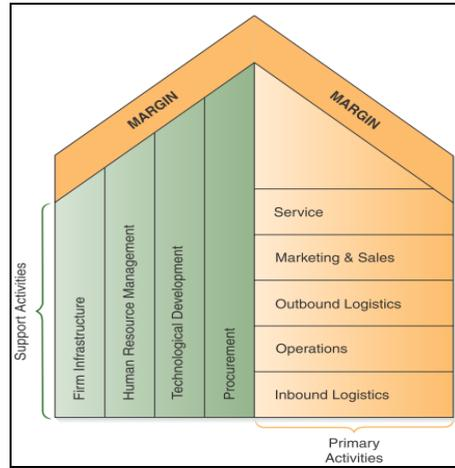 MARGIN
MARGIN
Support Activities
Firm Infrastructure
Human Resource Management
Technological Development
Procurement
Service
Marketing & Sales
Outbound Logistics
Operations
Inbound Logistics
Primary
Activities